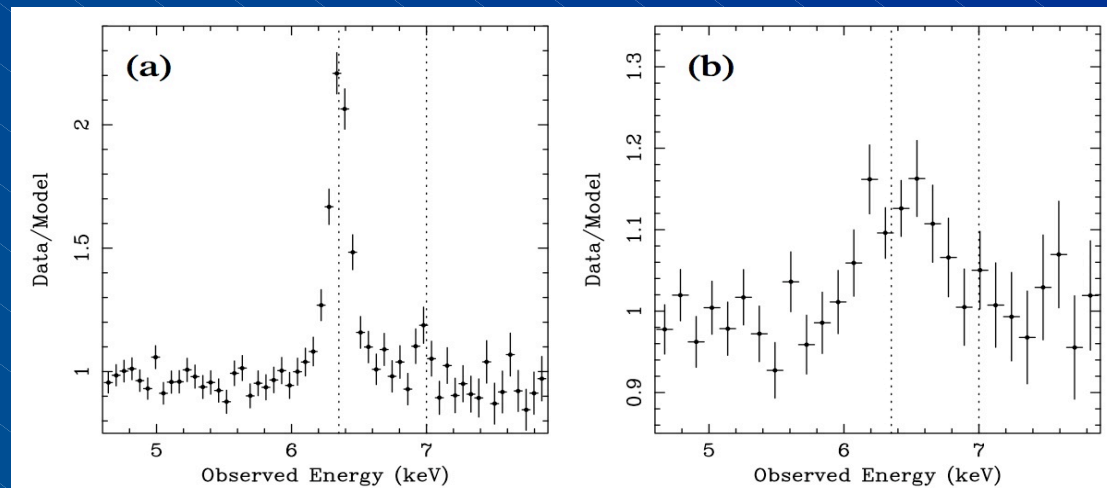 (a)
Data/Model
2
1.5
1
5
6
7
Observed Energy (keV)
(b)
Data/Model
1.3
1.2
1.1
1
0.9
5
6
7
Observed Energy (keV)